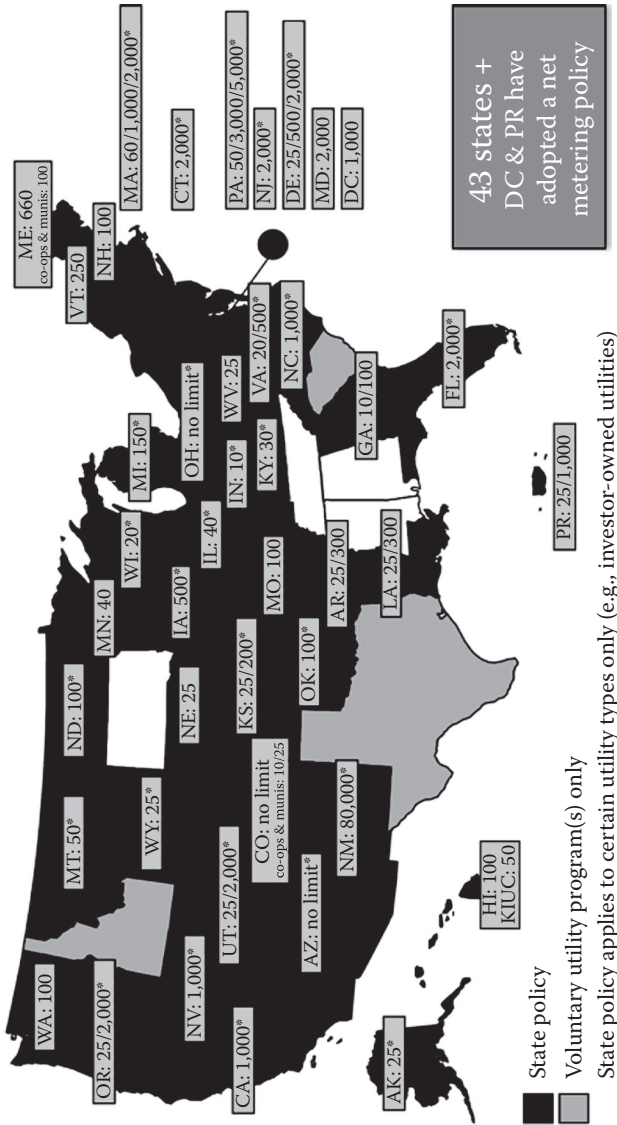 WA: 100
OR: 25/2,000*
CA: 1,000*
NV: 1,000*
MT: 50*
WY: 25*
UT: 25/2,000*
CO: no limit
co-ops & munis: 10/25
AZ: no limit*
NM: 80,000*
ND: 100*
NE: 25
KS: 25/200*
OK: 100*
MN: 40
IA: 500*
MO: 100
AR: 25/300
LA: 25/300
WI: 20*
IL: 40*
MI: 150*
IN: 10*
OH: no limit*
KY: 30*
WV: 25
VA: 20/500*
NC: 1,000*
GA: 10/100
FL: 2,000*
VT: 250
NH: 100
ME: 660
co-ops & munis: 100
MA: 60/1,000/2,000*
CT: 2,000*
PA: 50/3,000/5,000*
NJ: 2,000*
DE: 25/500/2,000*
MD: 2,000
DC: 1,000
AK: 25*
HI: 100
KIUC: 50
PR: 25/1,000
43 states +
DC & PR have
adopted a net
metering policy
State policy
Voluntary utility program(s) only
State policy applies to certain utility types only (e.g., investor-owned utilities)